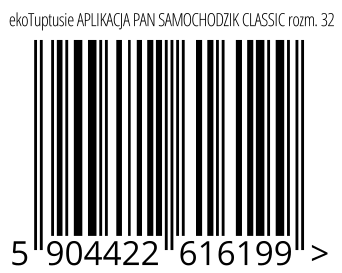 ekoTuptusie APLIKACJA PAN SAMOCHODZIK CLASSIC rozm. 32
5 904422 616199 >